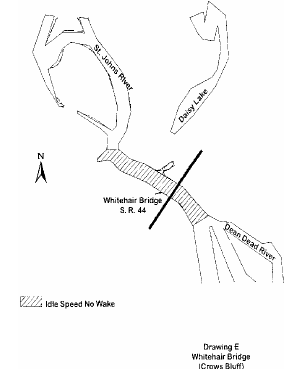 St. Johns River
Daisy Lake
N
Whitehair Bridge
S. R. 44
Dean Dead River
Idle Speed No Wake
Drawing E
Whitehair Bridge
(Crows Bluff)